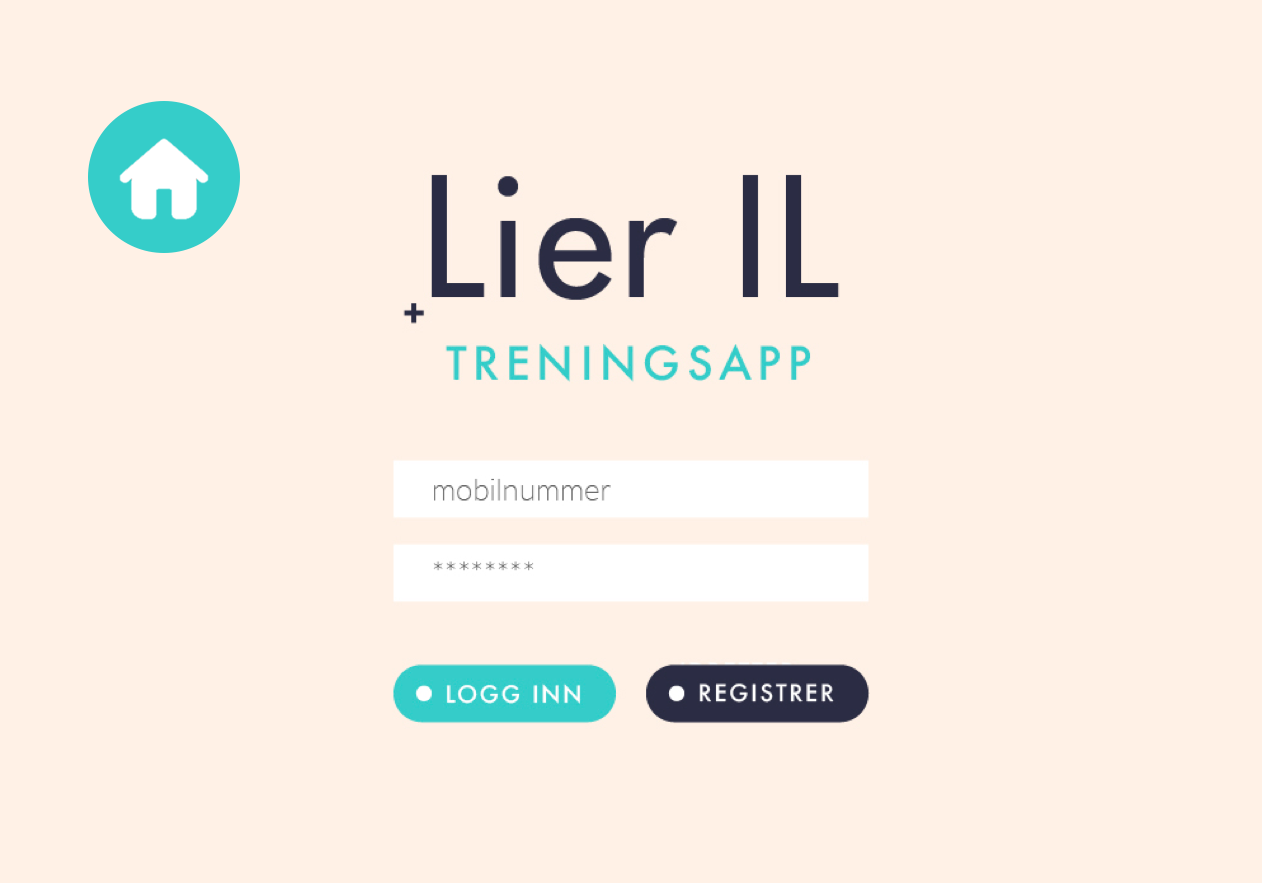 Lier IL
+
TRENINGSAPP
mobilnummer
********
LOGG INN
REGISTRER